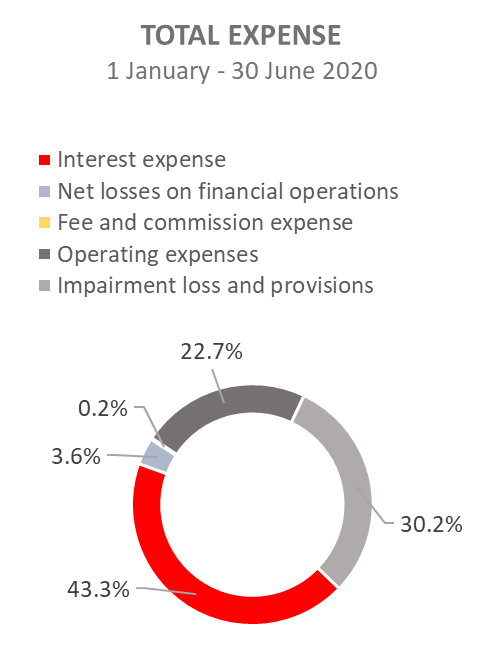 TOTAL EXPENSE
1 January - 30 June 2020
Interest expense
Net losses on financial operations
Fee and commission expense
Operating expenses
Impairment loss and provisions
22.7%
0.2%
3.6%
30.2%
43.3%